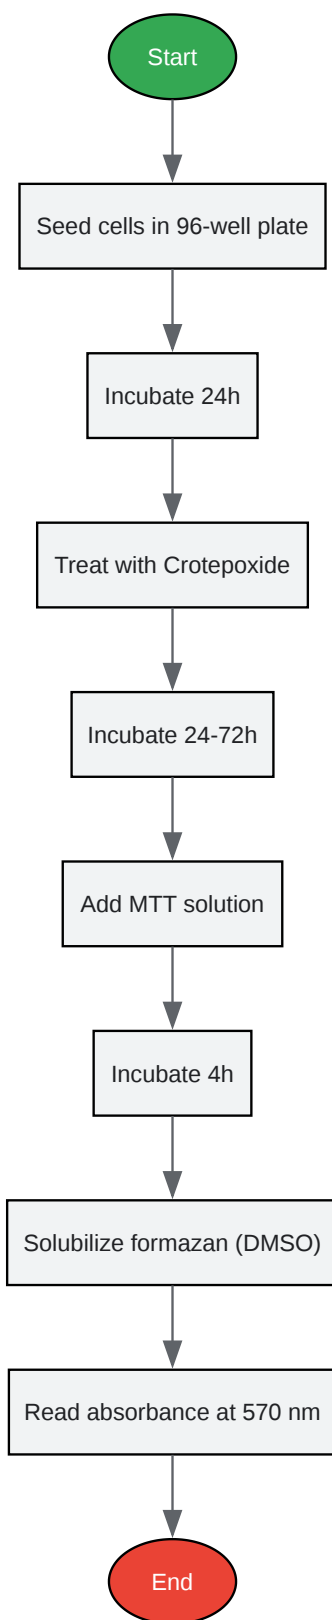 Start
Seed cells in 96-well plate
Incubate 24h
Treat with Crotepoxide
Incubate 24-72h
Add MTT solution
Incubate 4h
Solubilize formazan (DMSO)
Read absorbance at 570 nm
End